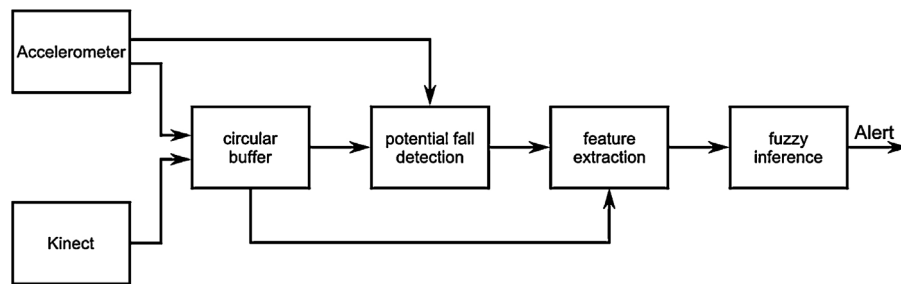 Accelerometer
circular
buffer
potential fall
detection
feature
extraction
fuzzy
inference
Alert
Kinect